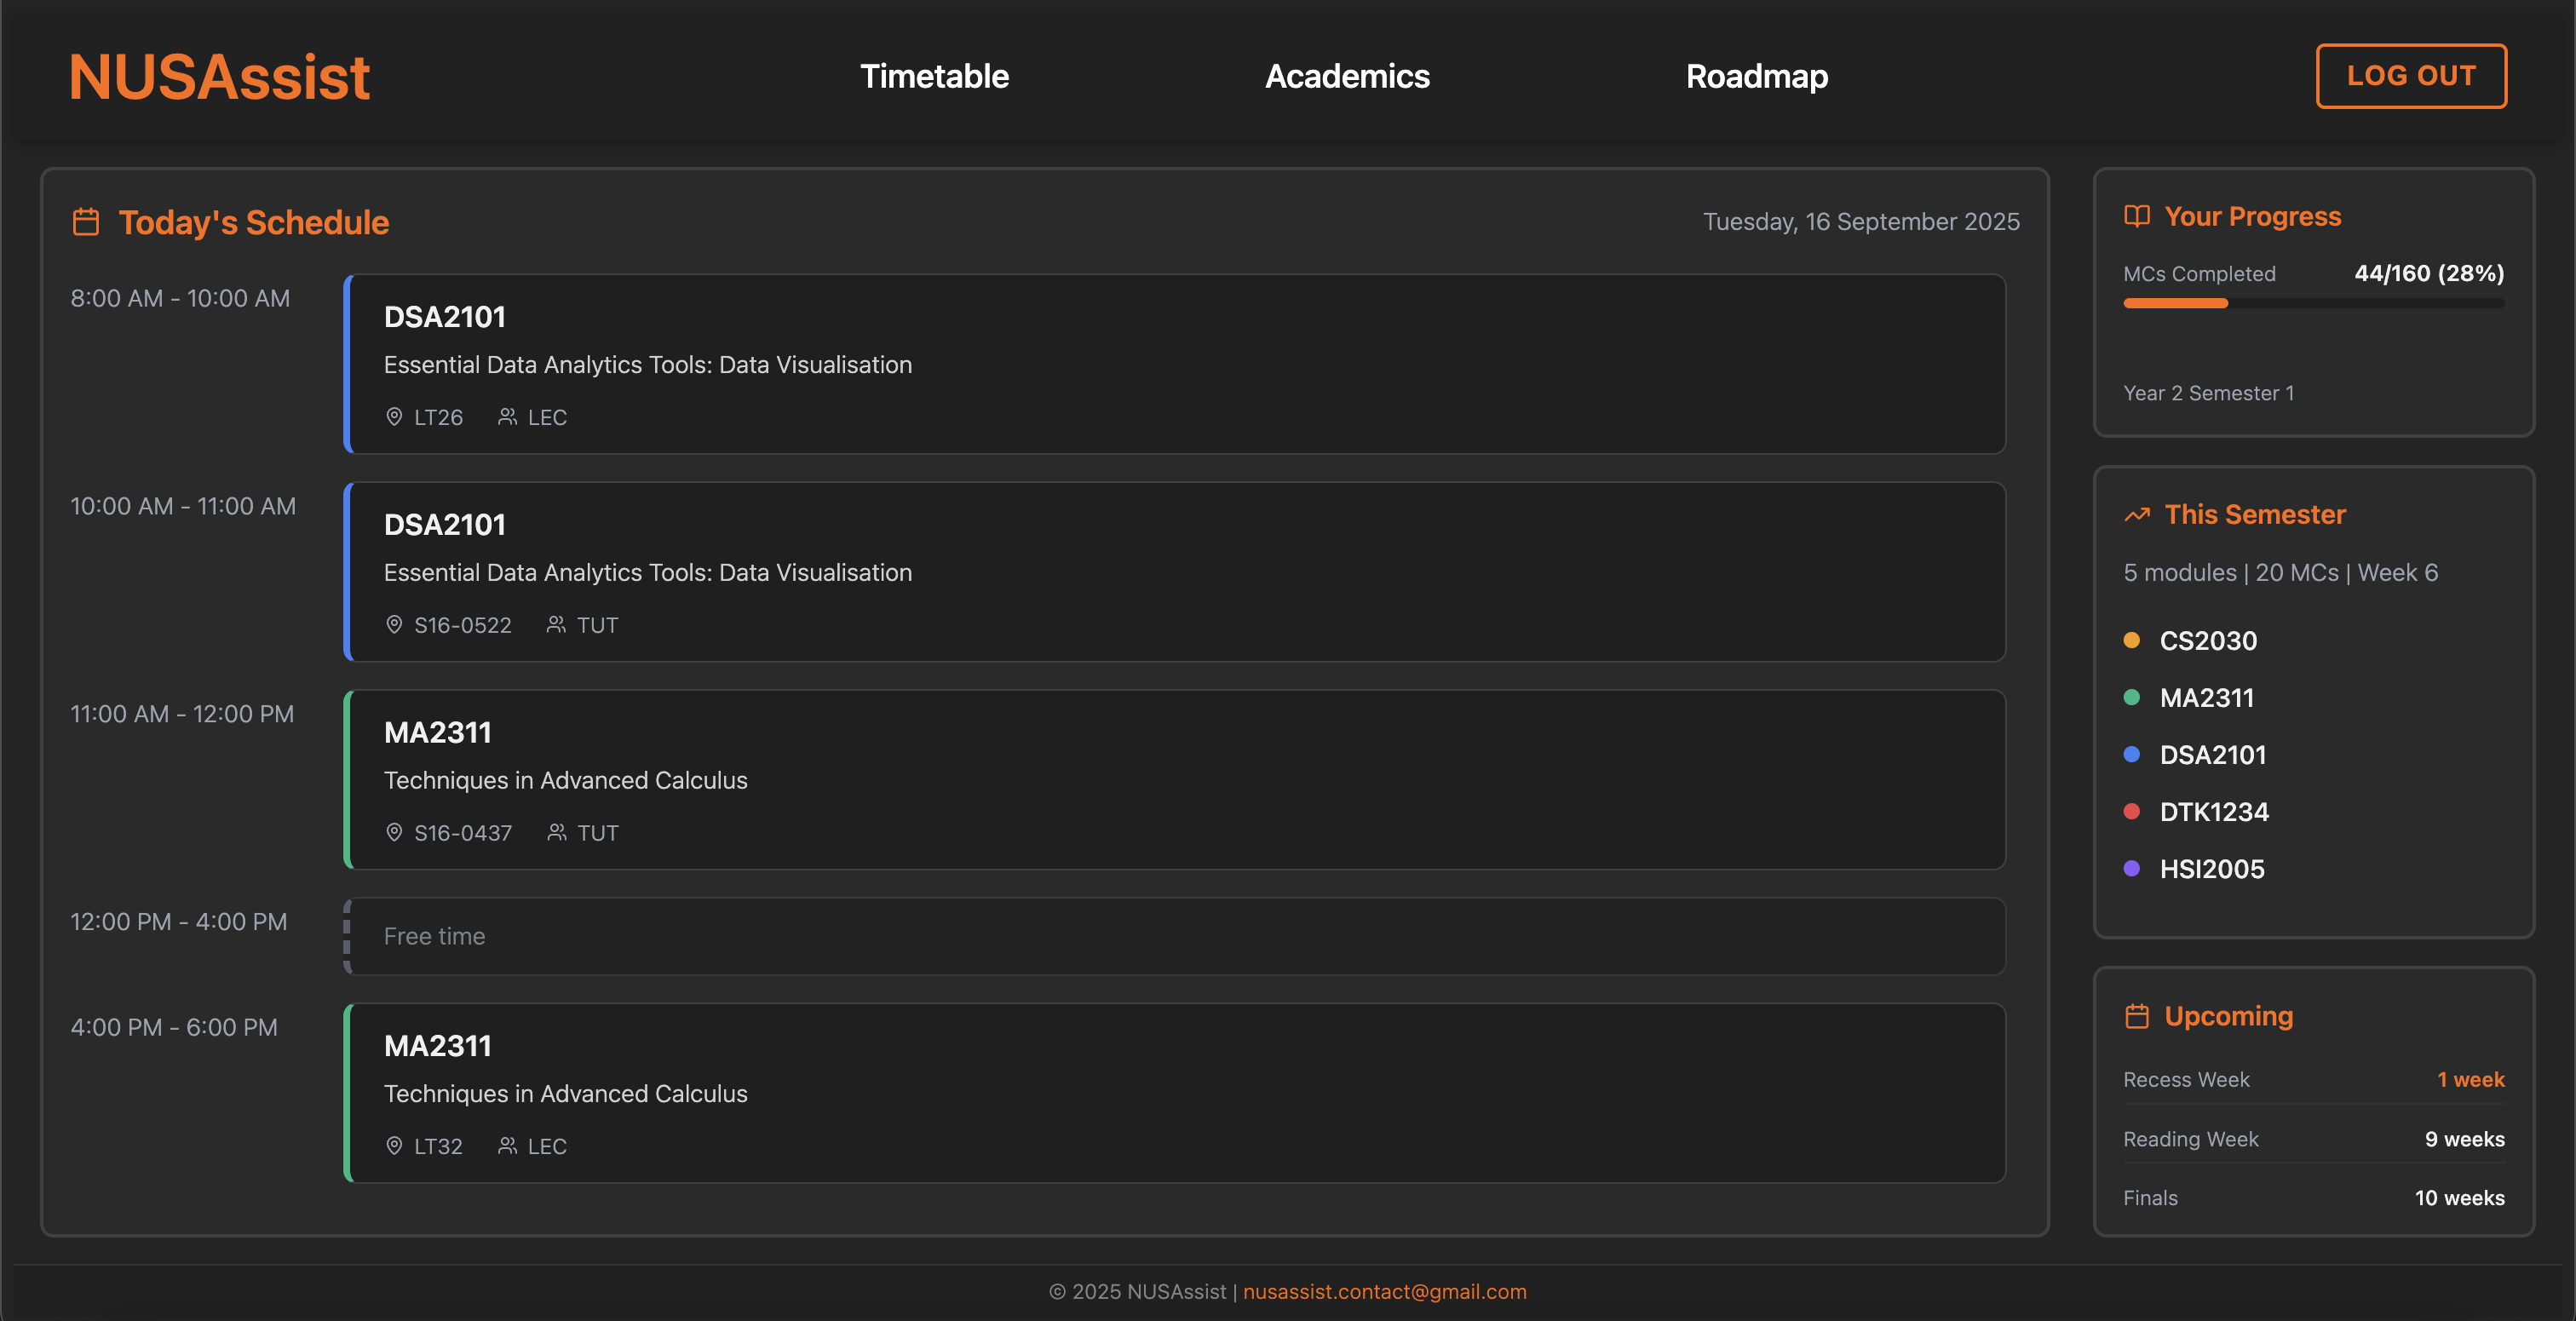 NUSAssist
Timetable
Academics
Roadmap
LOG OUT
Today's Schedule
Tuesday, 16 September 2025
8:00 AM - 10:00 AM
DSA2101
Essential Data Analytics Tools: Data Visualisation
LT26 LEC
10:00 AM - 11:00 AM
DSA2101
Essential Data Analytics Tools: Data Visualisation
S16-0522 TUT
11:00 AM - 12:00 PM
MA2311
Techniques in Advanced Calculus
S16-0437 TUT
12:00 PM - 4:00 PM
Free time
4:00 PM - 6:00 PM
MA2311
Techniques in Advanced Calculus
LT32 LEC
Your Progress
MCs Completed 44/160 (28%)
Year 2 Semester 1
This Semester
5 modules | 20 MCs | Week 6
CS2030
MA2311
DSA2101
DTK1234
HSI2005
Upcoming
Recess Week 1 week
Reading Week 9 weeks
Finals 10 weeks
© 2025 NUSAssist | nusassist.contact@gmail.com